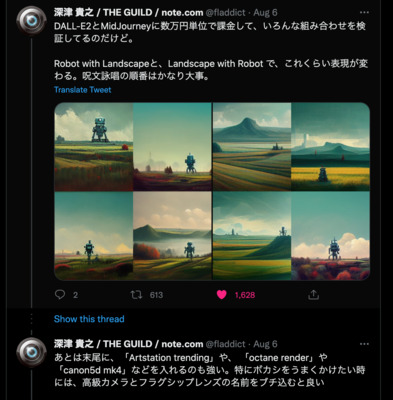 深津 貴之 / THE GUILD / note.com @fladdict · Aug 6
DALL-E2とMidJourneyに数万円単位で課金して、いろんな組み合わせを検
証してるのだけど。
Robot with Landscapeと、Landscape with Robot で、これくらい表現が変
わる。呪文詠唱の順番はかなり大事。
Translate Tweet
2 613 1,628
Show this thread
深津 貴之 / THE GUILD / note.com @fladdict · Aug 6
あとは末尾に、「Artstation trending」や、 「octane render」や
「canon5d mk4」などを入れるのも強い。特にボカシをうまくかけたい時
には、高級カメラとフラグシップレンズの名前をブチ込むと良い